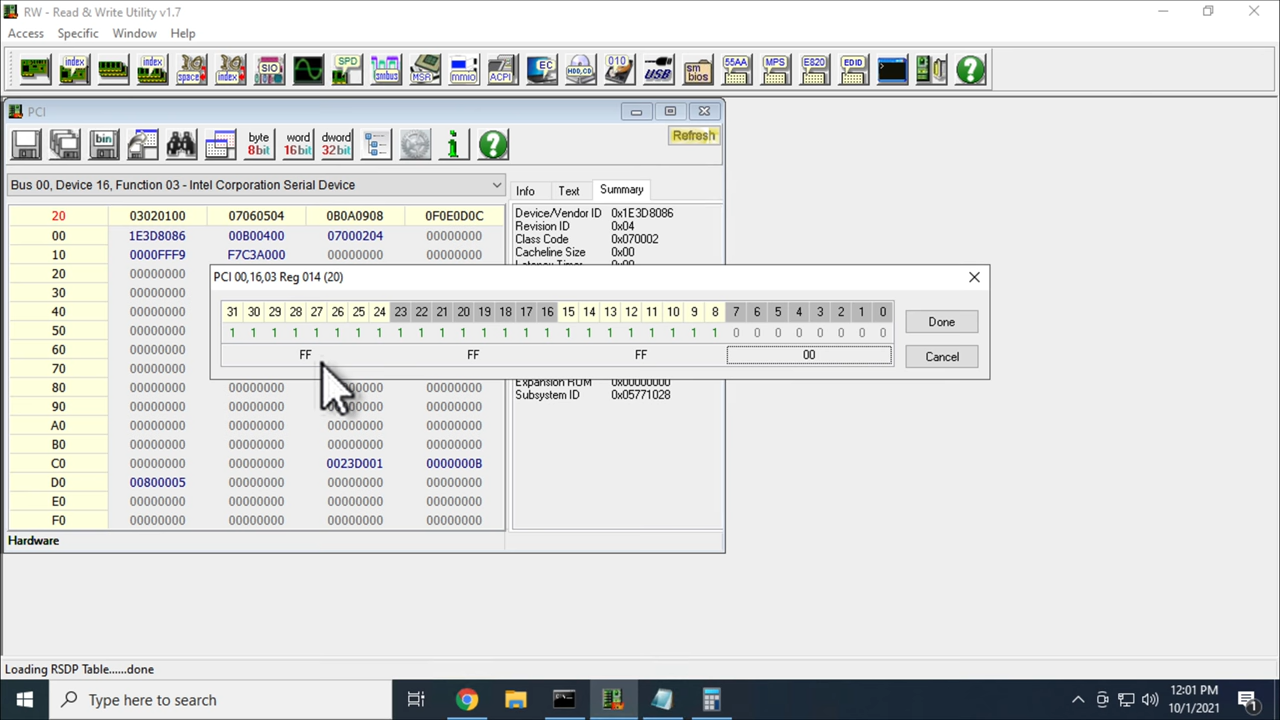 RW - Read & Write Utility v1.7
Access Specific Window Help
index index space index SIO SPD smbus MSR mmio ACPI EC HDD,CD 010 USB sm bios 55AA MPS E820 EDID
PCI
bin byte 8bit word 16bit dword 32bit Refresh
Bus 00, Device 16, Function 03 - Intel Corporation Serial Device Info Text Summary
20 03020100 07060504 0B0A0908 0F0E0D0C Device/Vendor ID 0x1E3D8086
Revision ID 0x04
00 1E3D8086 00B00400 07000204 00000000 Class Code 0x070002
10 0000FFF9 F7C3A000 00000000 00000000 Cacheline Size 0x00
20 00000000
PCI 00,16,03 Reg 014 (20)
30 00000000
40 00000000 31 30 29 28 27 26 25 24 23 22 21 20 19 18 17 16 15 14 13 12 11 10 9 8 7 6 5 4 3 2 1 0 Done
50 00000000 1 1 1 1 1 1 1 1 1 1 1 1 1 1 1 1 1 1 1 1 1 1 1 1 0 0 0 0 0 0 0 0
60 00000000 FF FF FF 00 Cancel
70 00000000
80 00000000 00000000 00000000 00000000 Expansion ROM 0x00000000
Subsystem ID 0x05771028
90 00000000 00000000 00000000 00000000
A0 00000000 00000000 00000000 00000000
B0 00000000 00000000 00000000 00000000
C0 00000000 00000000 0023D001 0000000B
D0 00800005 00000000 00000000 00000000
E0 00000000 00000000 00000000 00000000
F0 00000000 00000000 00000000 00000000
Hardware
Loading RSDP Table......done
Type here to search
12:01 PM
10/1/2021
1